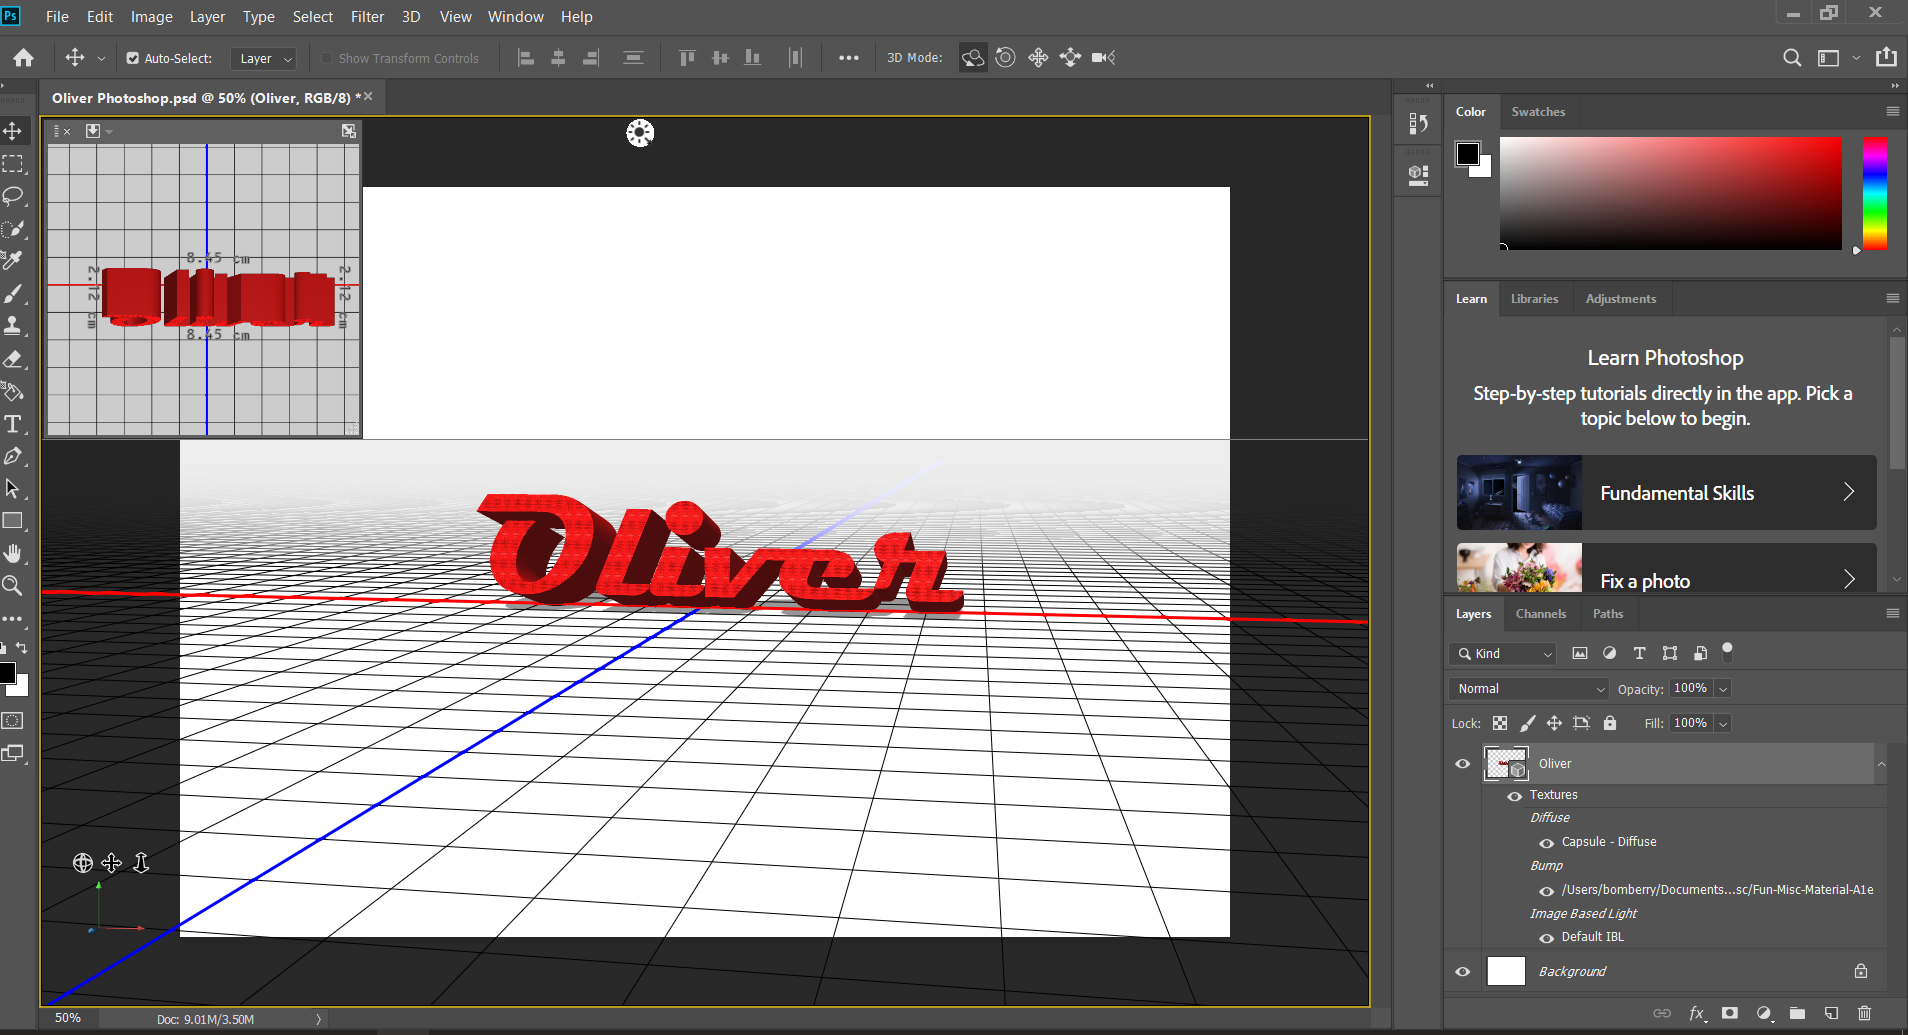 Ps File Edit Image Layer Type Select Filter 3D View Window Help
Auto-Select: Layer Show Transform Controls 3D Mode:
Oliver Photoshop.psd @ 50% (Oliver, RGB/8) *
8.45 cm
2.12 cm
2.12 cm
8.45 cm
Oliver
50% Doc: 9.01M/3.50M
Color Swatches
Learn Libraries Adjustments
Learn Photoshop
Step-by-step tutorials directly in the app. Pick a
topic below to begin.
Fundamental Skills
Fix a photo
Layers Channels Paths
Kind
Normal Opacity: 100%
Lock: Fill: 100%
Oliver
Textures
Diffuse
Capsule - Diffuse
Bump
/Users/bomberry/Documents...sc/Fun-Misc-Material-A1e
Image Based Light
Default IBL
Background
fx